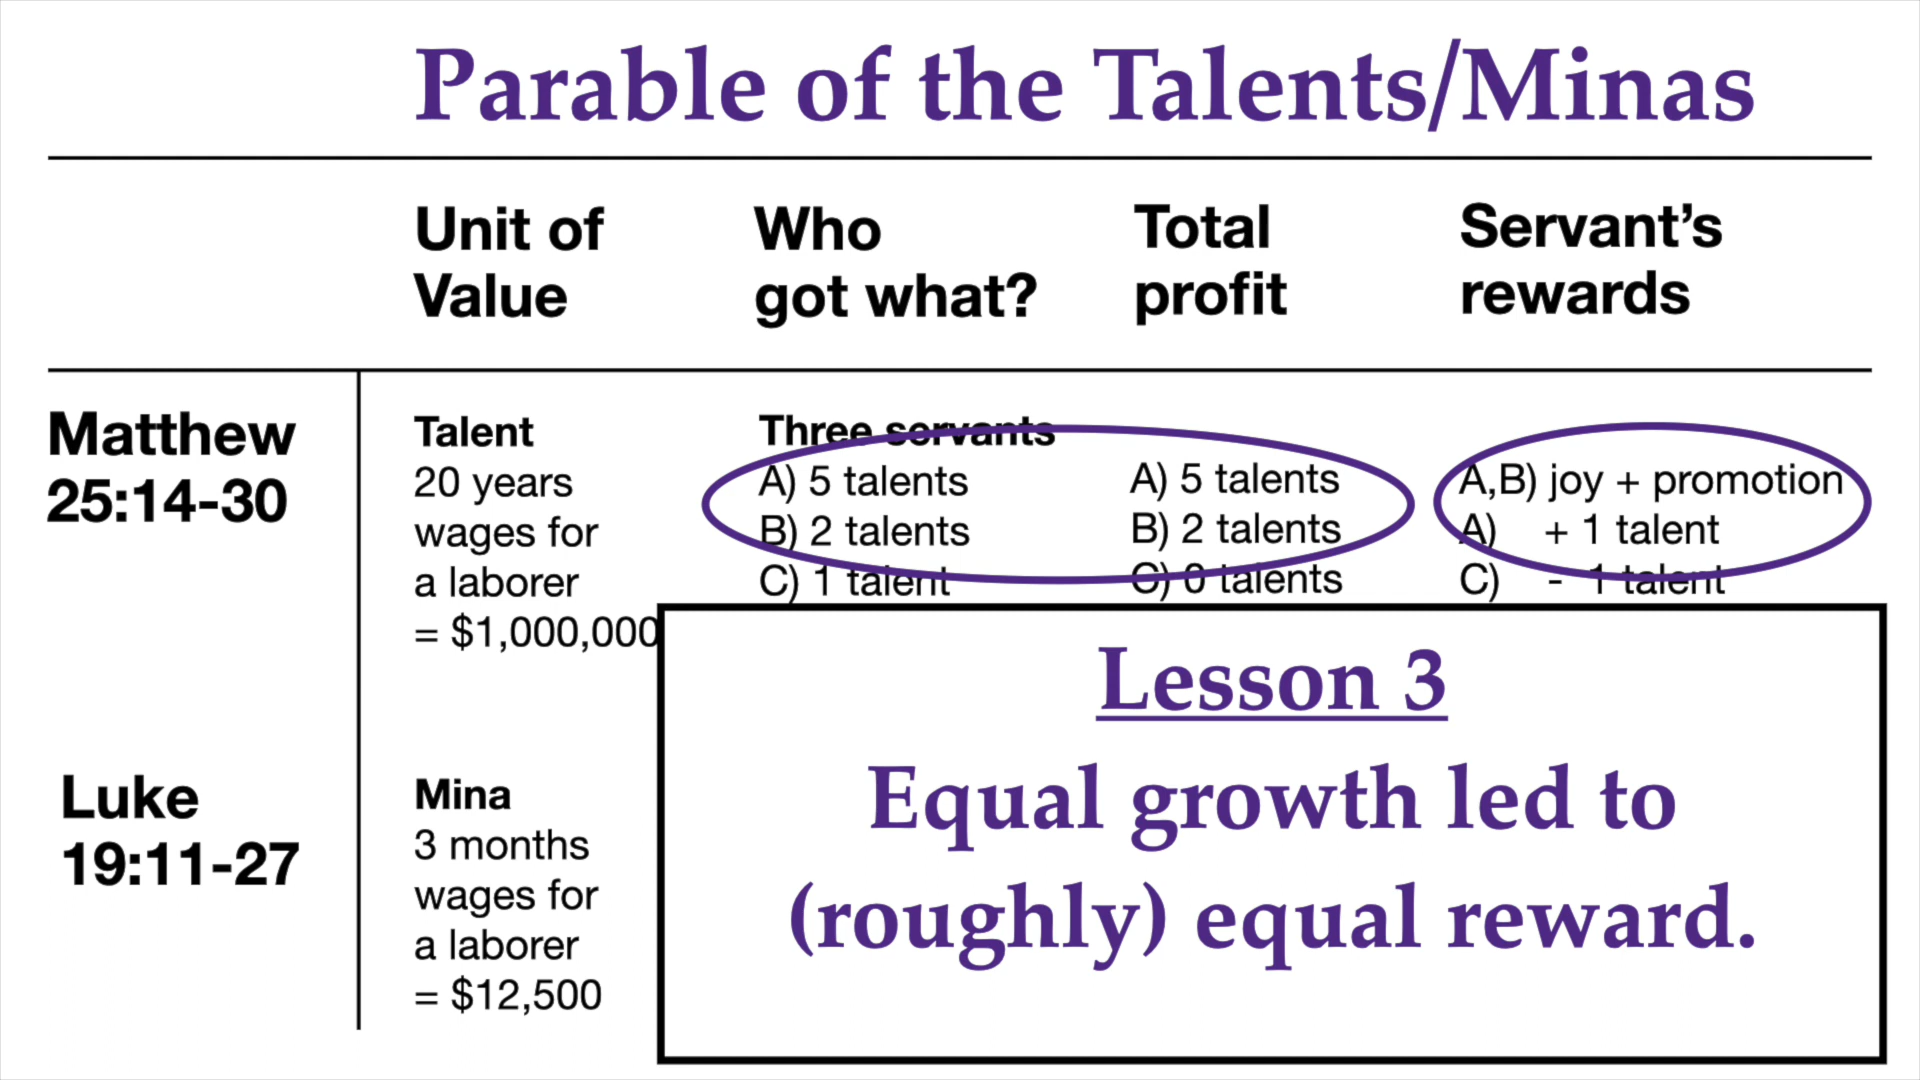 Parable of the Talents/Minas
Unit of
Value
Who
got what?
Total
profit
Servant’s
rewards
Matthew
25:14-30
Talent
20 years
wages for
a laborer
= $1,000,000
Three servants
A) 5 talents
B) 2 talents
C) 1 talent
A) 5 talents
B) 2 talents
C) 0 talents
A,B) joy + promotion
A) + 1 talent
C) - 1 talent
Luke
19:11-27
Mina
3 months
wages for
a laborer
= $12,500
Lesson 3
Equal growth led to
(roughly) equal reward.